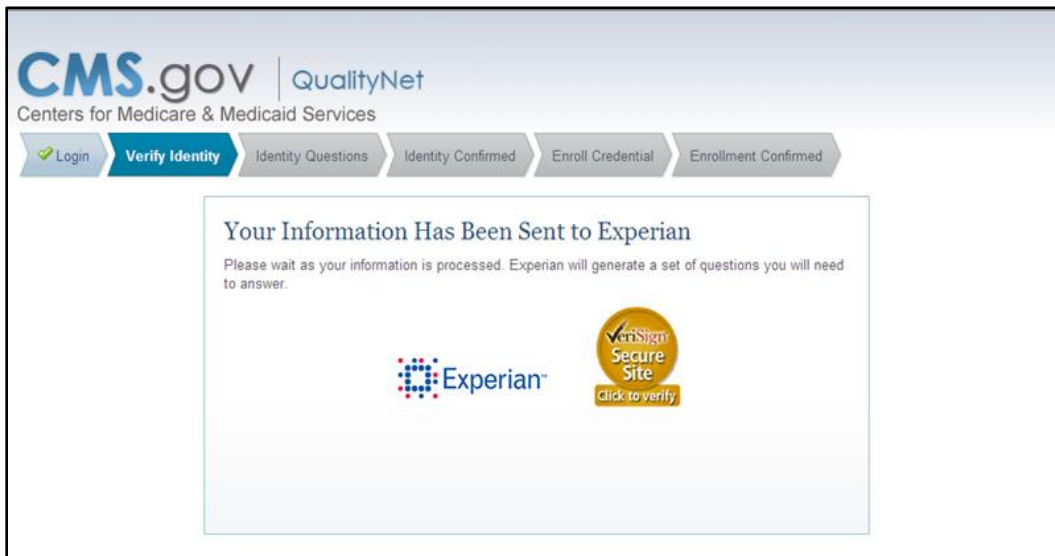 CMS.gov | QualityNet
Centers for Medicare & Medicaid Services
Login Verify Identity Identity Questions Identity Confirmed Enroll Credential Enrollment Confirmed
Your Information Has Been Sent to Experian
Please wait as your information is processed. Experian will generate a set of questions you will need
to answer.
Experian™
VeriSign
Secure
Site
Click to verify